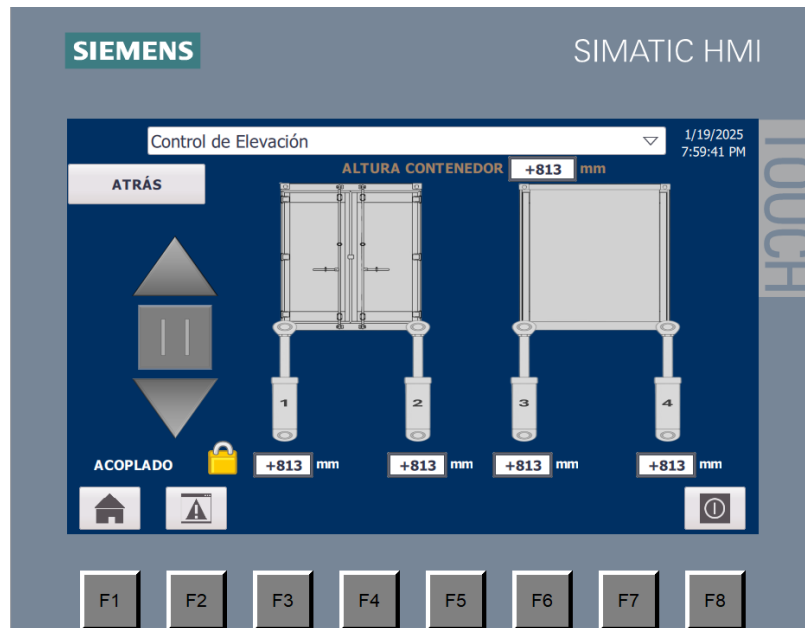 SIEMENS
SIMATIC HMI
TOUCH
Control de Elevación
1/19/2025
7:59:41 PM
ATRÁS
ALTURA CONTENEDOR +813 mm
1 2 3 4
ACOPLADO +813 mm +813 mm +813 mm +813 mm
F1 F2 F3 F4 F5 F6 F7 F8